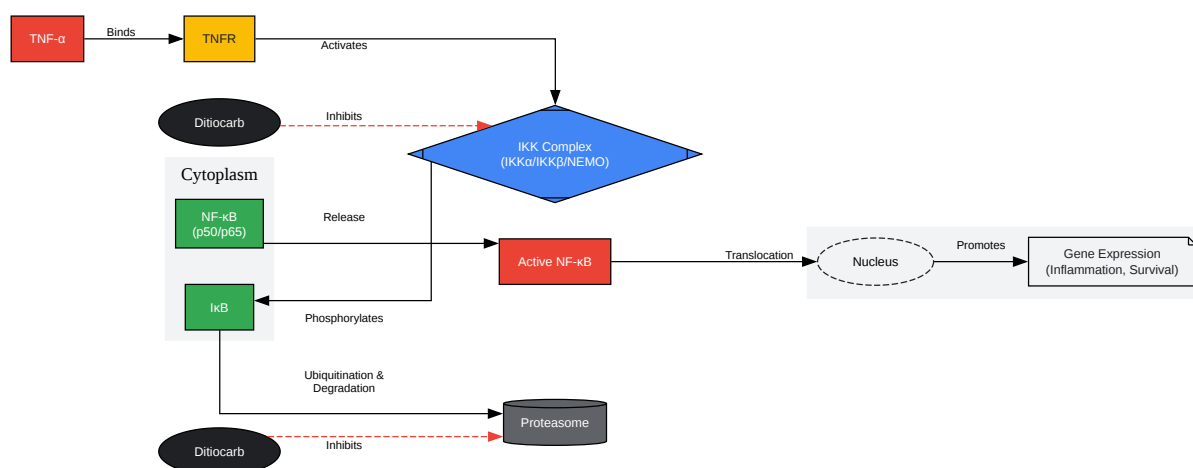 TNF-α
Binds
TNFR
Activates
Ditiocarb
Inhibits
IKK Complex
(IKKα/IKKβ/NEMO)
Cytoplasm
NF-κB
(p50/p65)
Release
Active NF-κB
Translocation
Nucleus
Promotes
Gene Expression
(Inflammation, Survival)
IκB
Phosphorylates
Ubiquitination &
Degradation
Proteasome
Ditiocarb
Inhibits